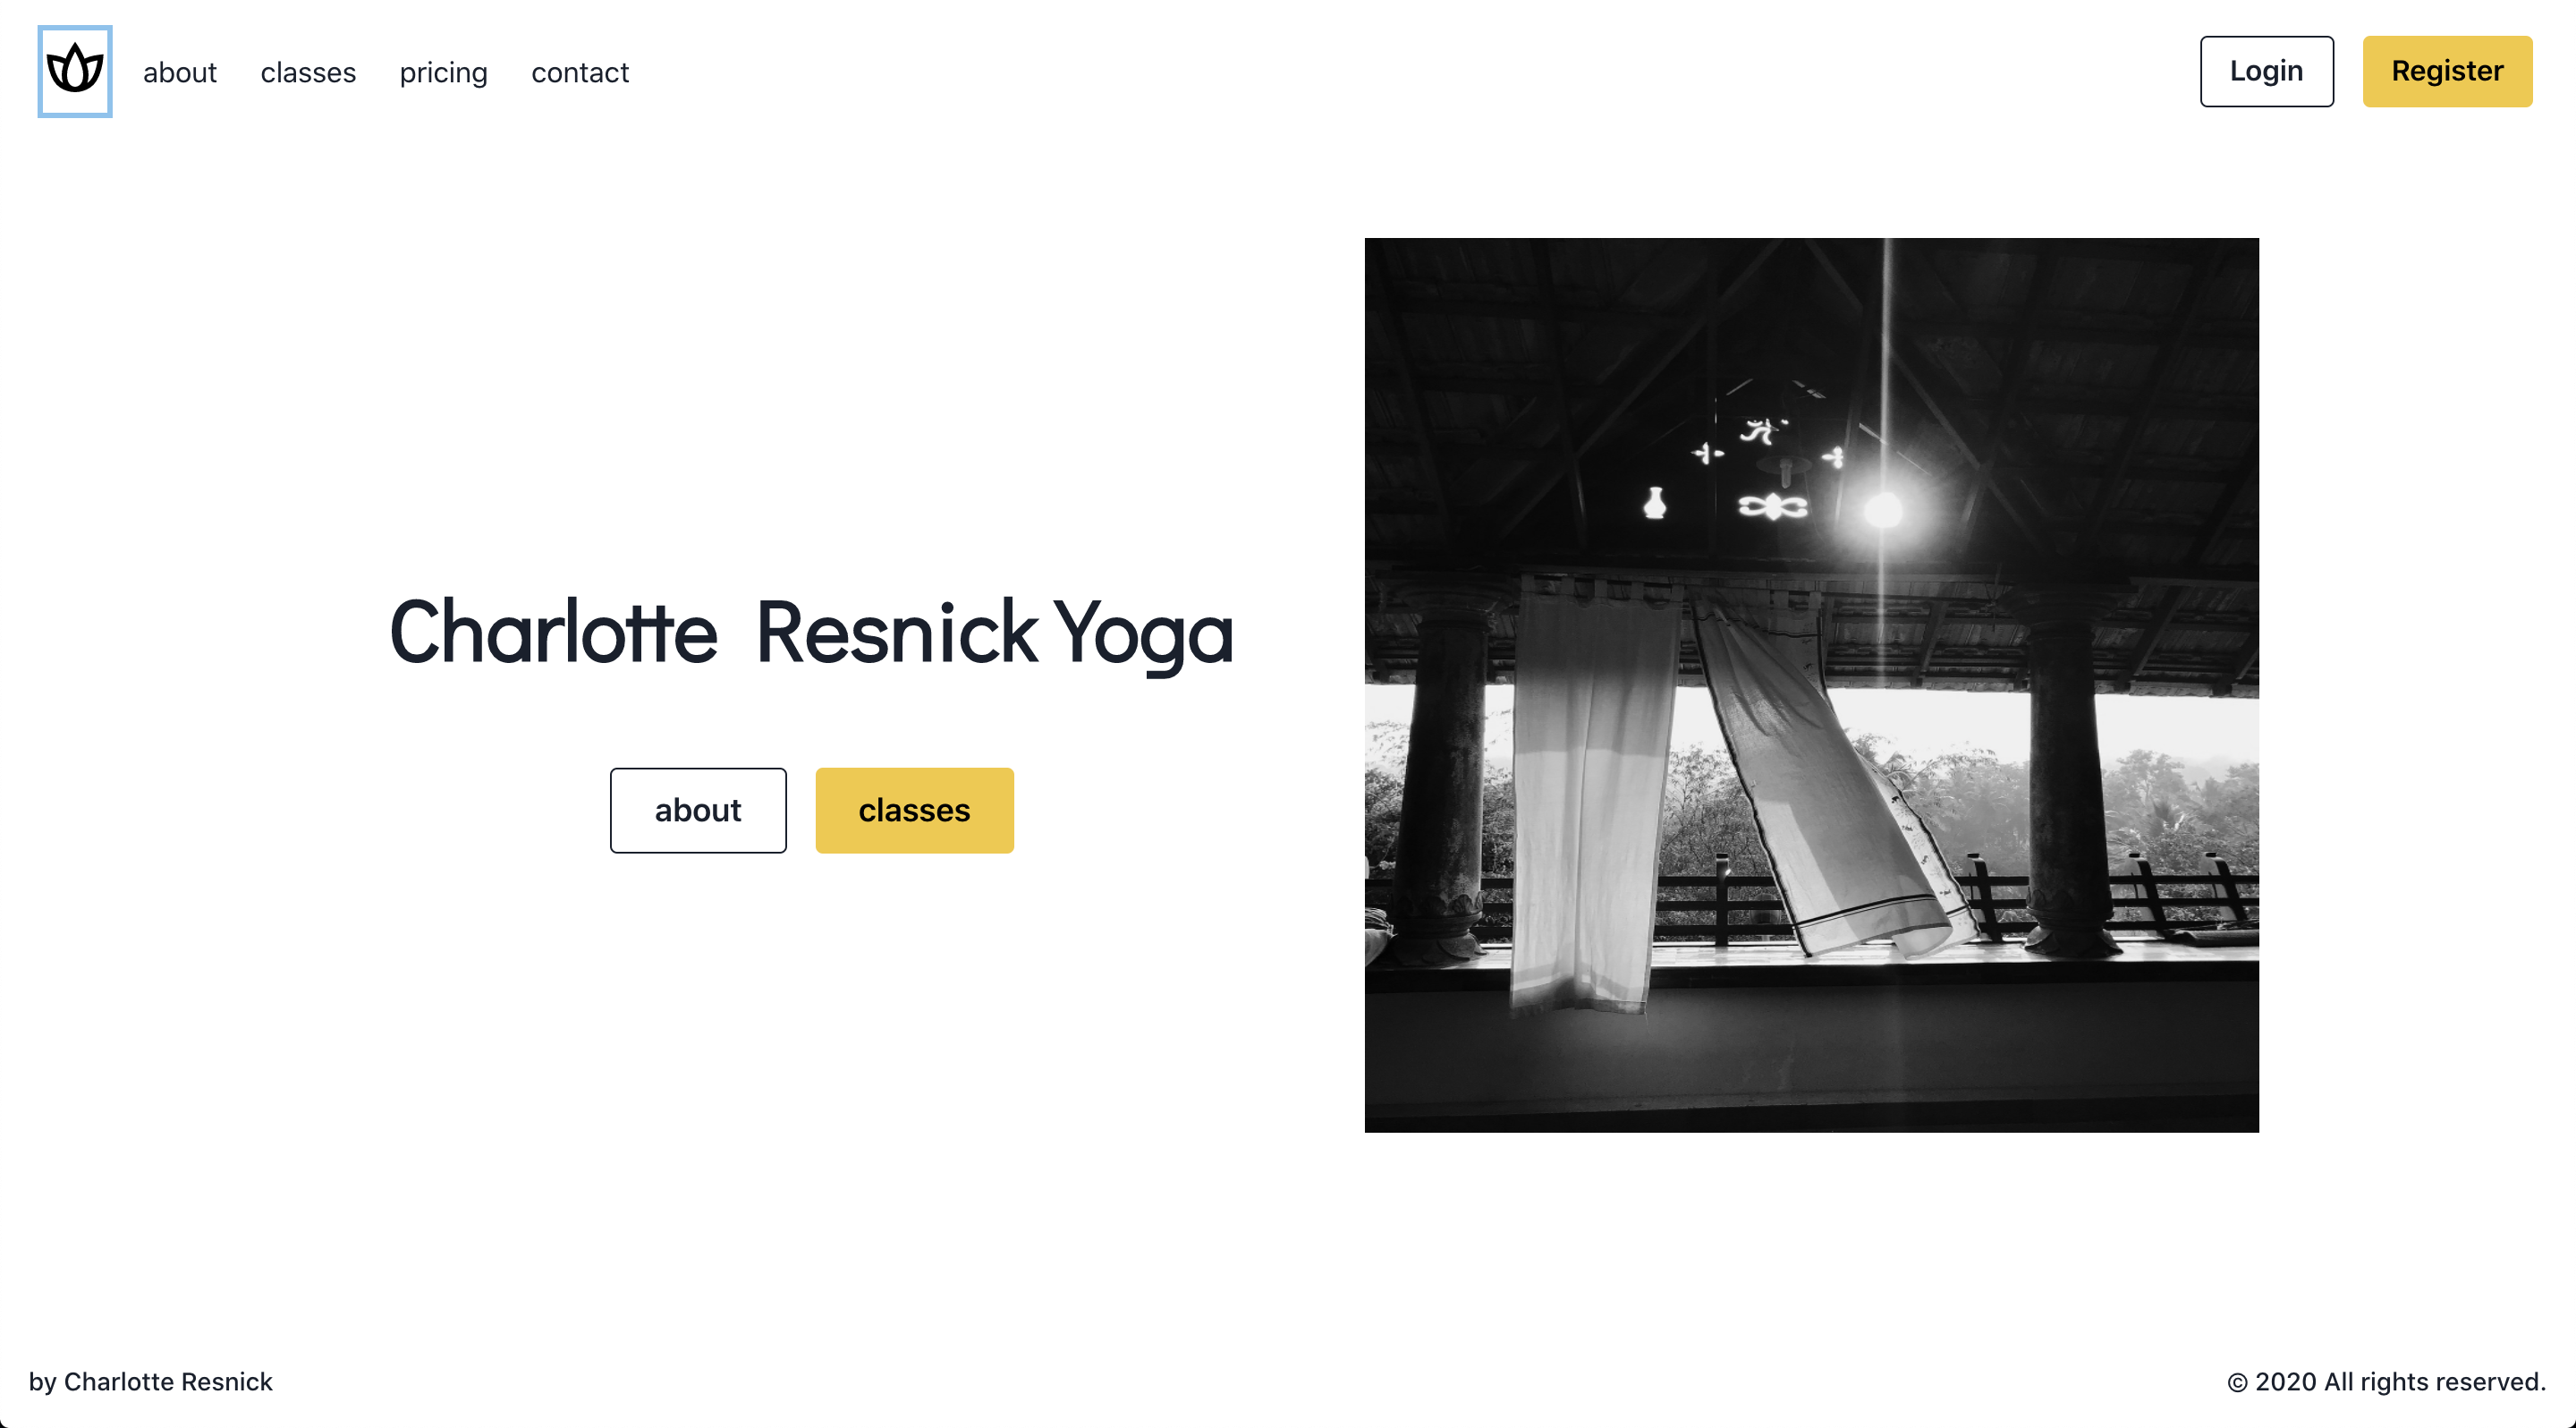 about classes pricing contact Login Register
Charlotte Resnick Yoga
about classes
by Charlotte Resnick © 2020 All rights reserved.